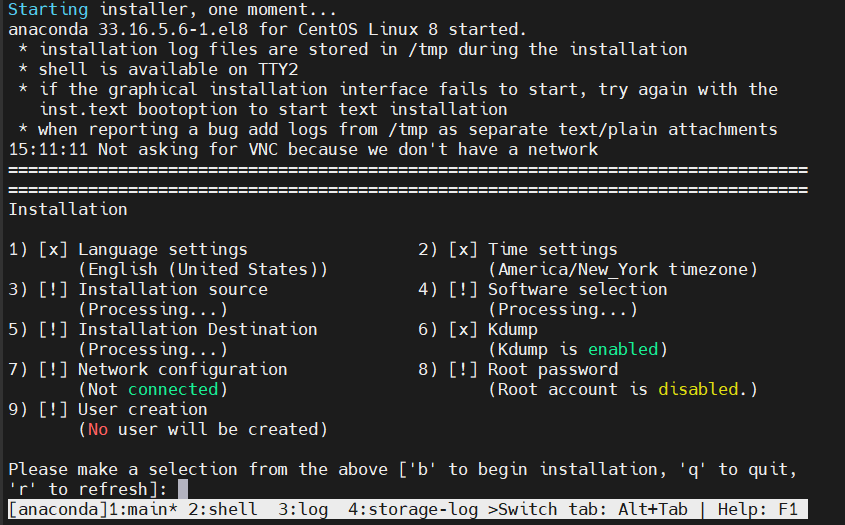 Starting installer, one moment...
anaconda 33.16.5.6-1.el8 for CentOS Linux 8 started.
* installation log files are stored in /tmp during the installation
* shell is available on TTY2
* if the graphical installation interface fails to start, try again with the
inst.text bootoption to start text installation
* when reporting a bug add logs from /tmp as separate text/plain attachments
15:11:11 Not asking for VNC because we don't have a network
================================================================================
================================================================================
Installation
1) [x] Language settings 2) [x] Time settings
(English (United States)) (America/New_York timezone)
3) [!] Installation source 4) [!] Software selection
(Processing...) (Processing...)
5) [!] Installation Destination 6) [x] Kdump
(Processing...) (Kdump is enabled)
7) [!] Network configuration 8) [!] Root password
(Not connected) (Root account is disabled.)
9) [!] User creation
(No user will be created)
Please make a selection from the above ['b' to begin installation, 'q' to quit,
'r' to refresh]:
[anaconda]1:main* 2:shell 3:log 4:storage-log >Switch tab: Alt+Tab | Help: F1